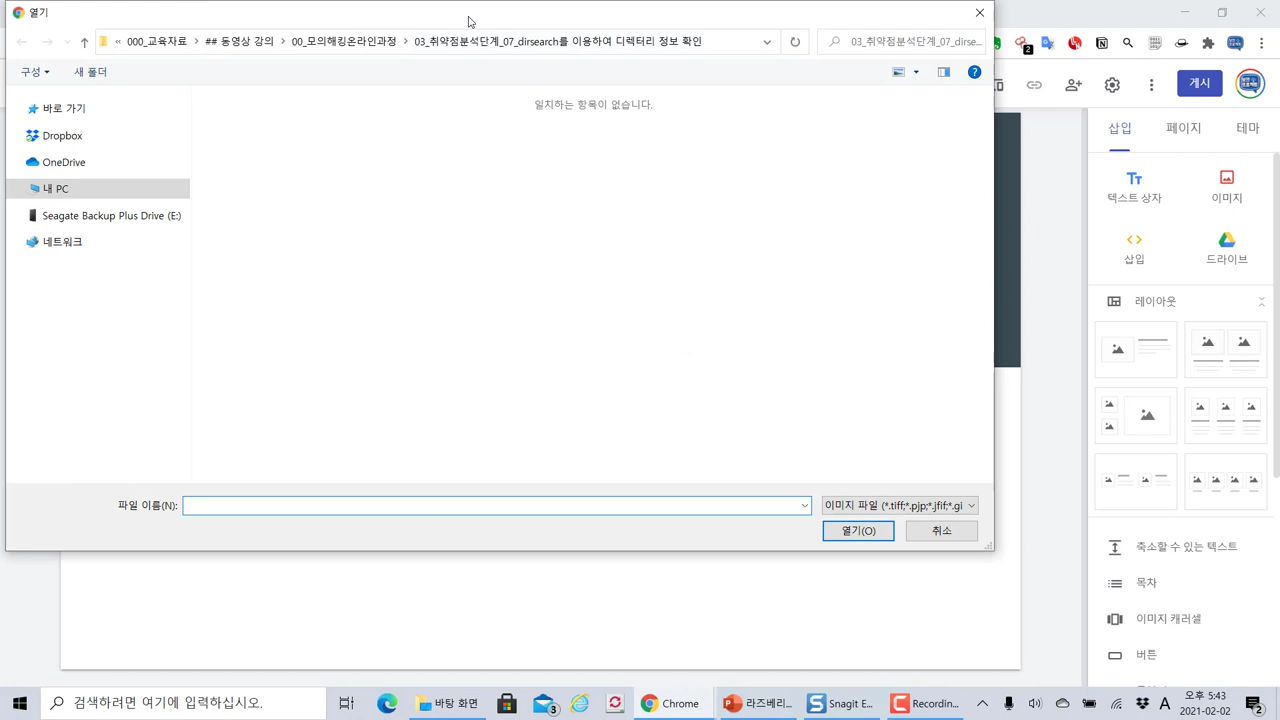 열기
« 000_교육자료 > ## 동영상 강의 > 01_모의해킹온라인과정 > 03_취약점분석단계_07_dirsearch를 이용하여 디렉터리 정보 확인
03_취약점분석단계_07_dirse...
구성
새 폴더
바로 가기
Dropbox
OneDrive
내 PC
Seagate Backup Plus Drive (E:)
네트워크
일치하는 항목이 없습니다.
파일 이름(N):
이미지 파일 (*.tiff;*.pjp;*.jfif;*.gi
열기(O)
취소
2
게시
삽입
페이지
테마
텍스트 상자
이미지
삽입
드라이브
레이아웃
축소할 수 있는 텍스트
목차
이미지 캐러셀
버튼
검색하려면 여기에 입력하십시오.
바탕 화면
3
Chrome
라즈베리...
Snagit E...
Recordin...
A
오후 5:43
2021-02-02
2